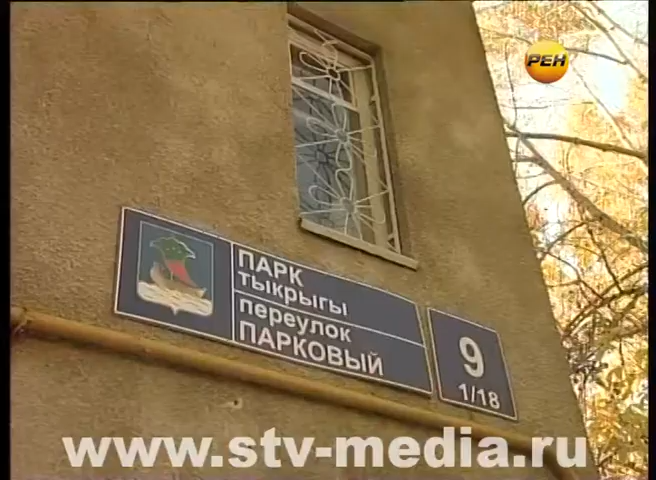 РЕН
ПАРК
тыкрыгы
переулок
ПАРКОВЫЙ
9
1/18
www.stv-media.ru